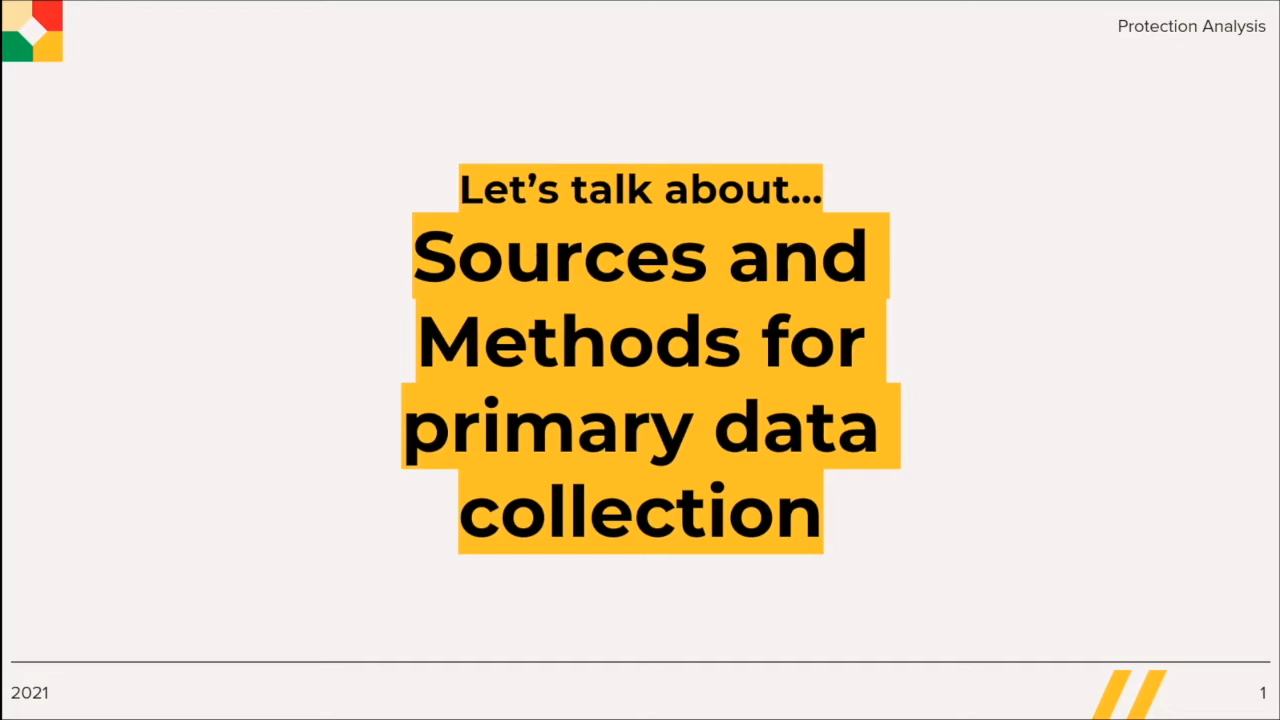 Protection Analysis
Let’s talk about...
Sources and
Methods for
primary data
collection
2021
1